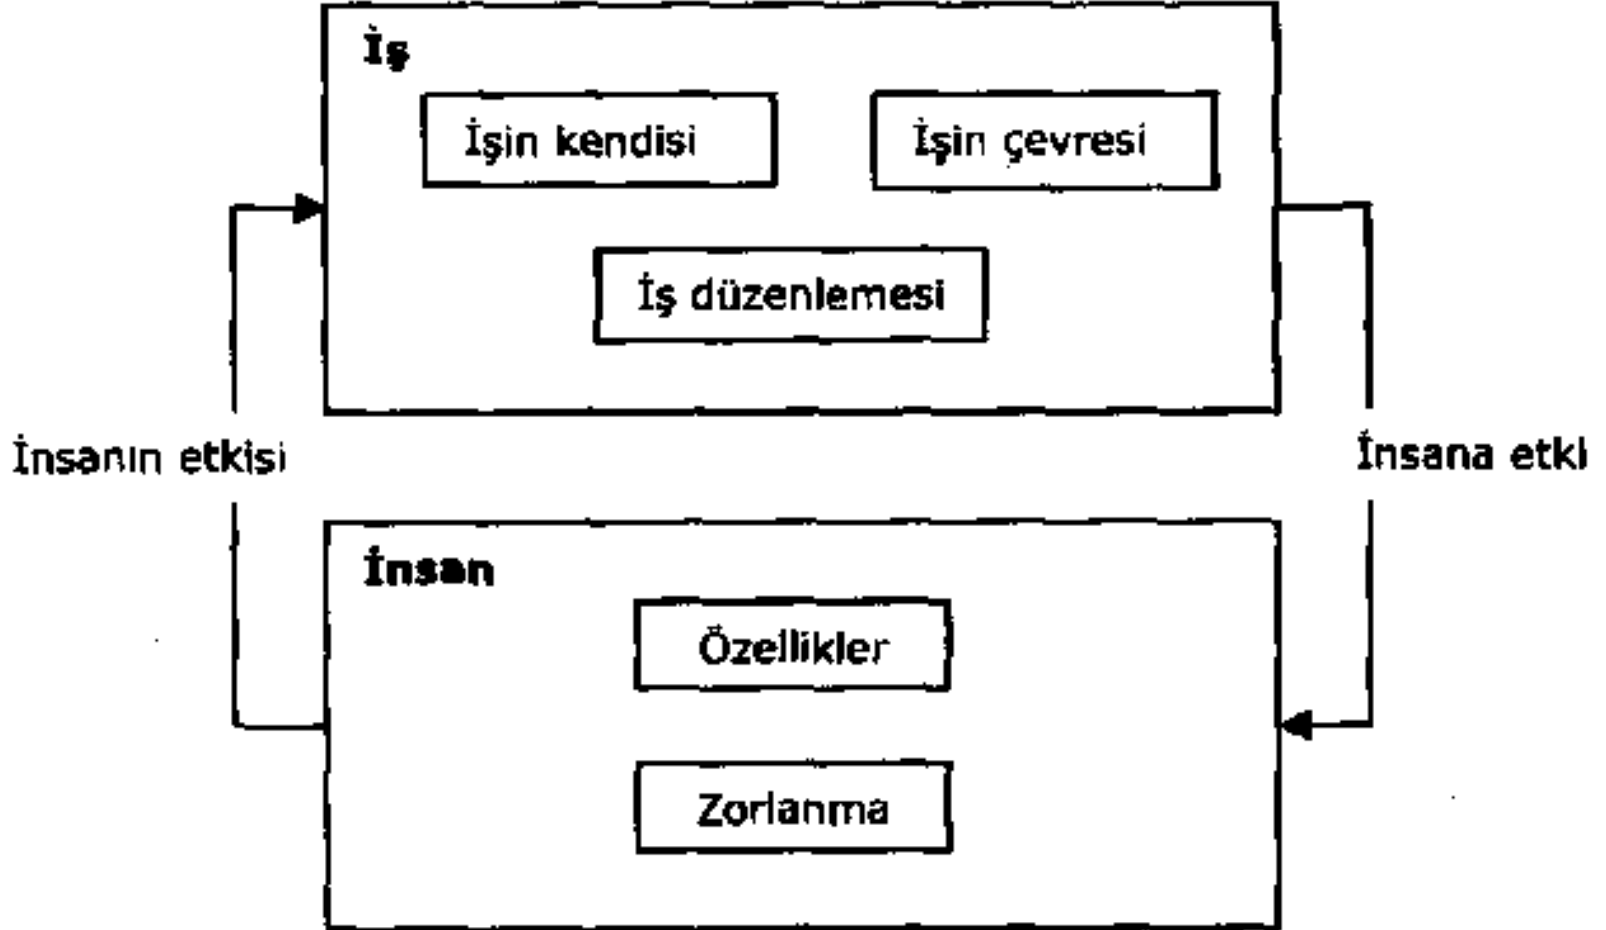 İş
İşin kendisi
İşin çevresi
İş düzenlemesi
İnsanın etkisi
İnsana etki
İnsan
Özellikler
Zorlanma